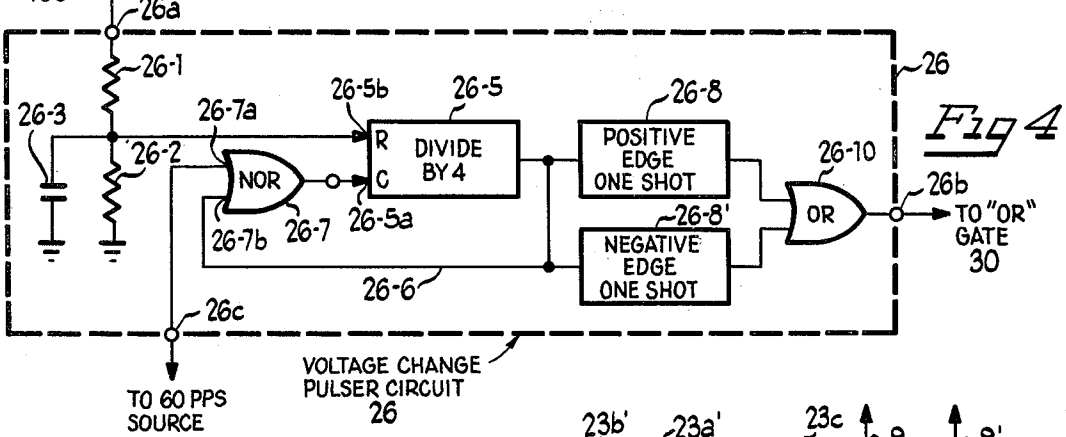 26a
26-1
26-3
26-7a
26-5b
26-5
26-8
26
Fig 4
R
DIVIDE
BY 4
POSITIVE
EDGE
ONE SHOT
26-10
26-2
NOR
C
OR
26b
26-7b
26-7
26-5a
26-8'
TO "OR"
GATE
30
NEGATIVE
EDGE
ONE SHOT
26-6
26c
VOLTAGE CHANGE
PULSER CIRCUIT
26
TO 60 PPS
SOURCE
23b'
23a'
23c